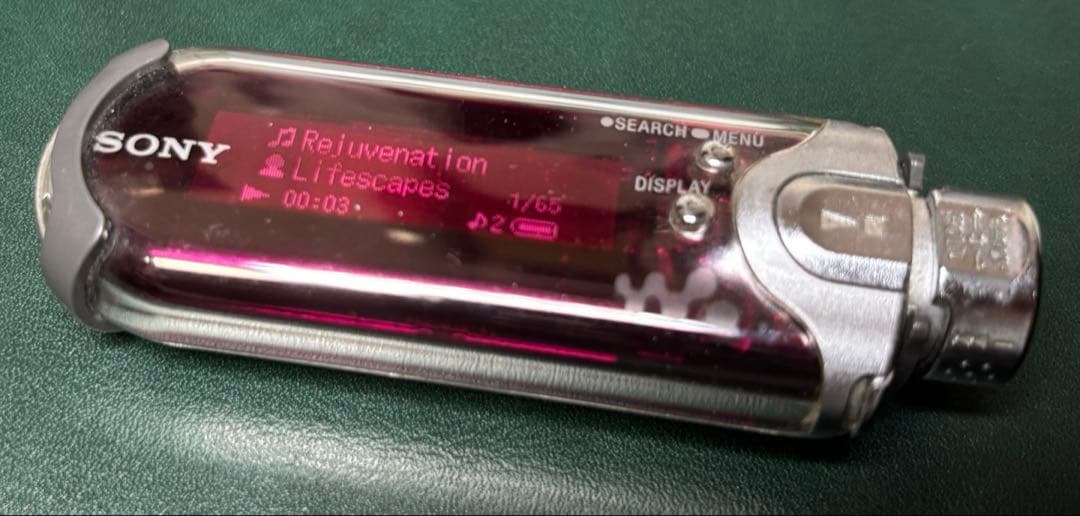 SONY
Rejuvenation
Lifescapes
00:03
1/65
2
SEARCH MENU
DISPLAY